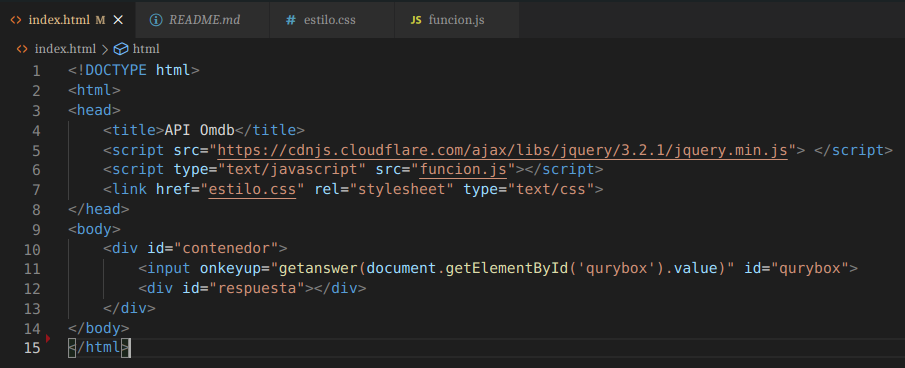 index.html M
README.md
# estilo.css
JS funcion.js
index.html > html
1 <!DOCTYPE html>
2 <html>
3 <head>
4     <title>API Omdb</title>
5     <script src="https://cdnjs.cloudflare.com/ajax/libs/jquery/3.2.1/jquery.min.js"> </script>
6     <script type="text/javascript" src="funcion.js"></script>
7     <link href="estilo.css" rel="stylesheet" type="text/css">
8 </head>
9 <body>
10     <div id="contenedor">
11         <input onkeyup="getanswer(document.getElementById('qurybox').value)" id="qurybox">
12         <div id="respuesta"></div>
13     </div>
14 </body>
15 </html>